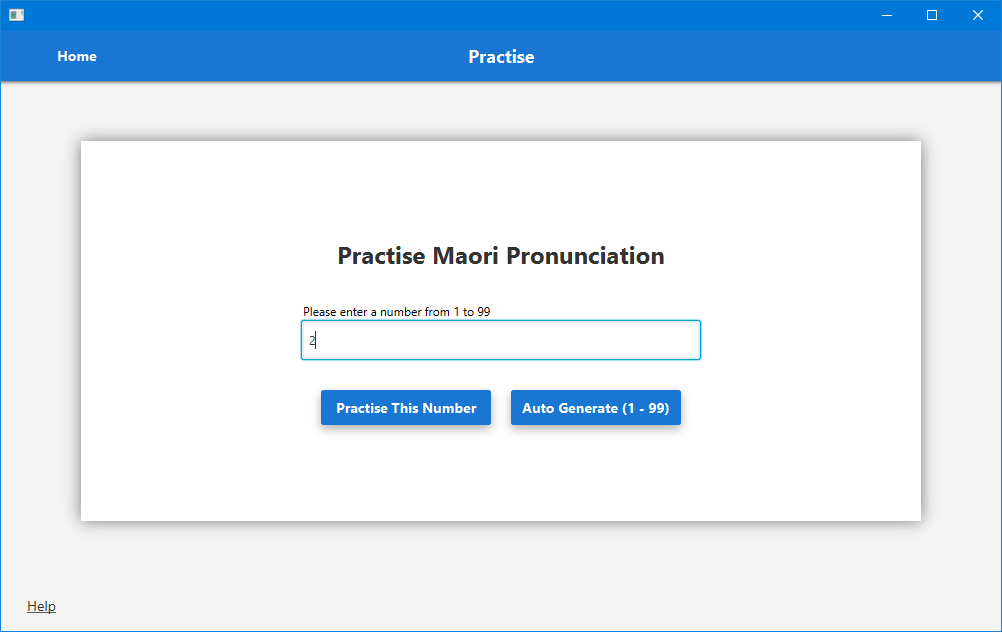 Home
Practise
Practise Maori Pronunciation
Please enter a number from 1 to 99
2
Practise This Number
Auto Generate (1 - 99)
Help